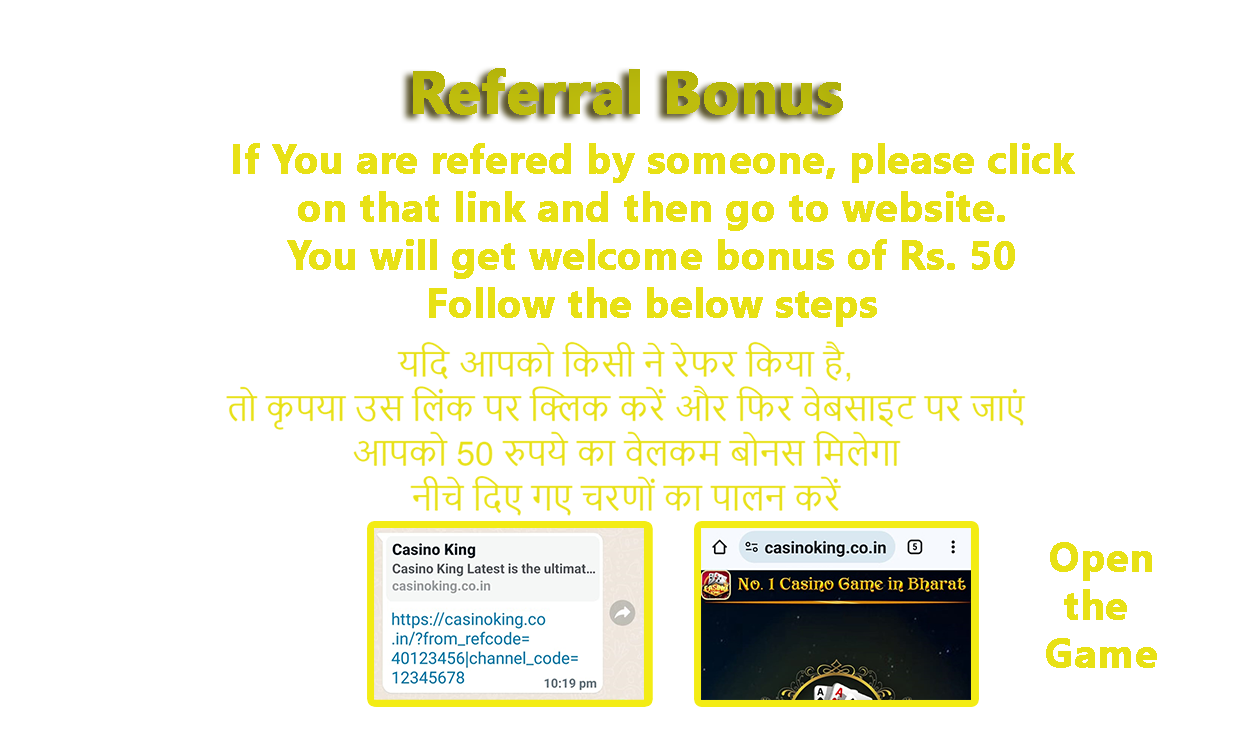 Referral Bonus
If You are refered by someone, please click
on that link and then go to website.
You will get welcome bonus of Rs. 50
Follow the below steps
यदि आपको किसी ने रेफर किया है,
तो कृपया उस लिंक पर क्लिक करें और फिर वेबसाइट पर जाएं
आपको 50 रुपये का वेलकम बोनस मिलेगा
नीचे दिए गए चरणों का पालन करें
Casino King
Casino King Latest is the ultimat...
casinoking.co.in
https://casinoking.co
.in/?from_refcode=
40123456|channel_code=
12345678
10:19 pm
casinoking.co.in
5
No. 1 Casino Game in Bharat
A A
Open
the
Game